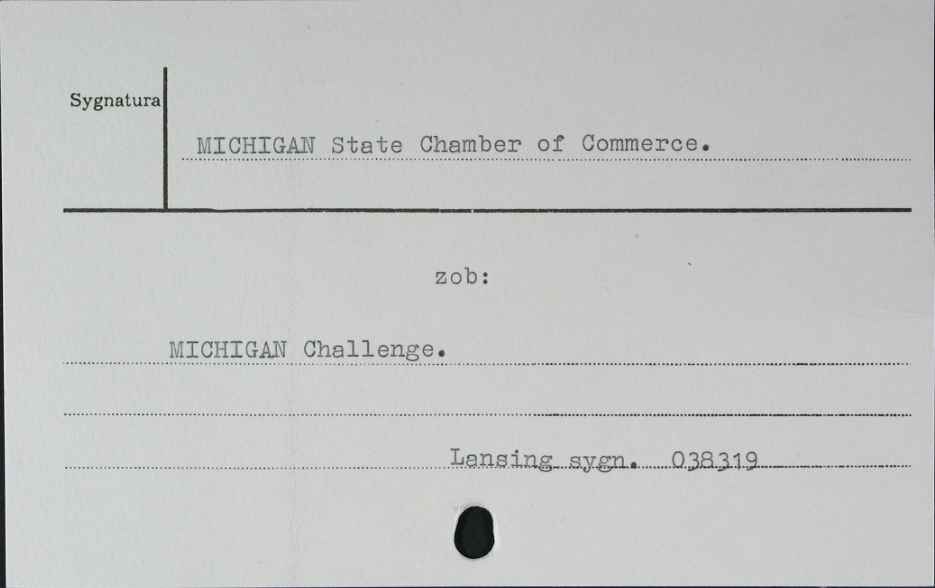 Sygnatura
MICHIGAN State Chamber of Commerce.
zob:
MICHIGAN Challenge.
Lansing sygn. 038319